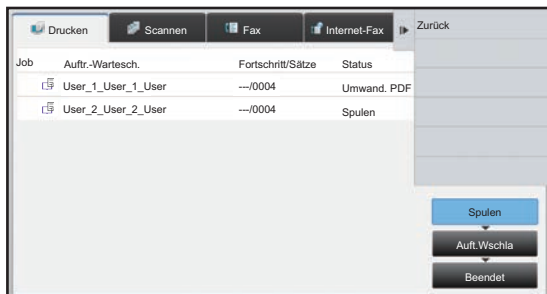 Drucken Scannen Fax Internet-Fax Zurück
Job Auftr.-Wartesch. Fortschritt/Sätze Status
User_1_User_1_User ---/0004 Umwand. PDF
User_2_User_2_User ---/0004 Spulen
Spulen
Auft.Wschla
Beendet